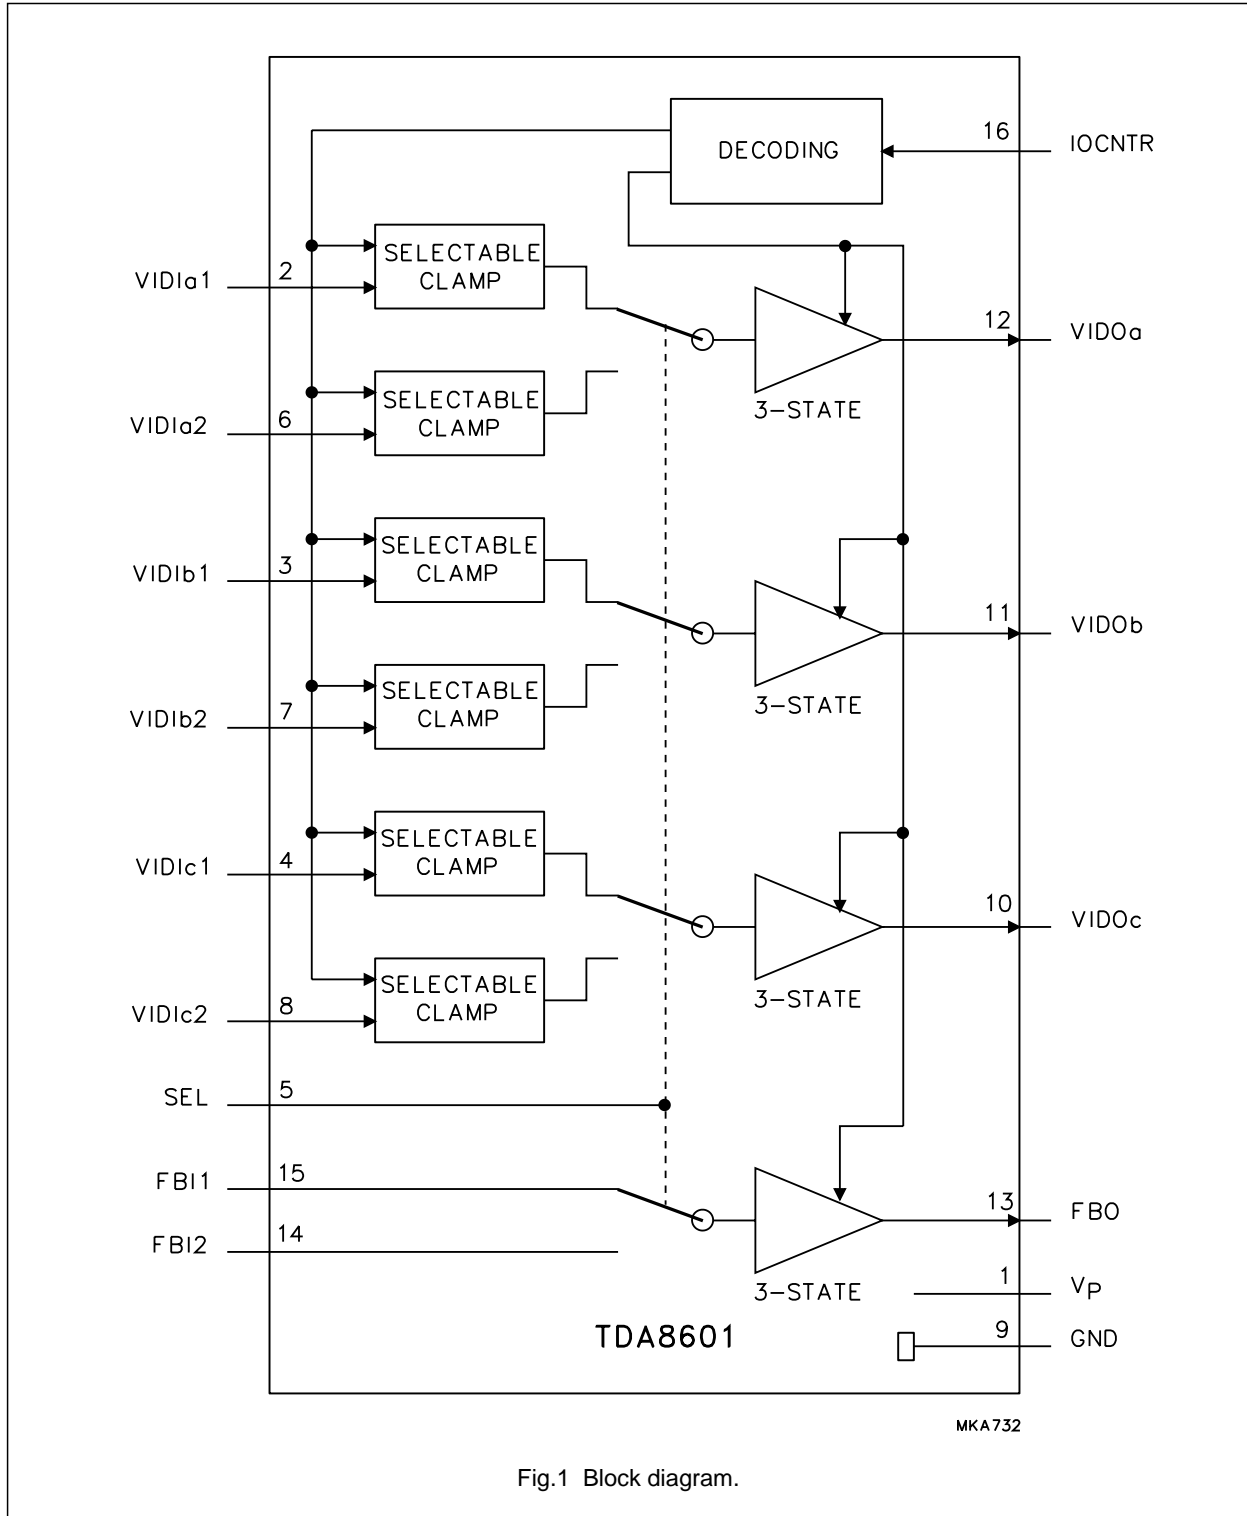 DECODING
16
IOCNTR
SELECTABLE
CLAMP
VIDIa1
2
12
VIDOa
SELECTABLE
CLAMP
3-STATE
VIDIa2
6
SELECTABLE
CLAMP
VIDIb1
3
11
VIDOb
SELECTABLE
CLAMP
3-STATE
VIDIb2
7
SELECTABLE
CLAMP
VIDIc1
4
10
VIDOc
SELECTABLE
CLAMP
3-STATE
VIDIc2
8
SEL
5
FBI1
15
13
FBO
FBI2
14
3-STATE
1
VP
TDA8601
9
GND
MKA732
Fig.1 Block diagram.